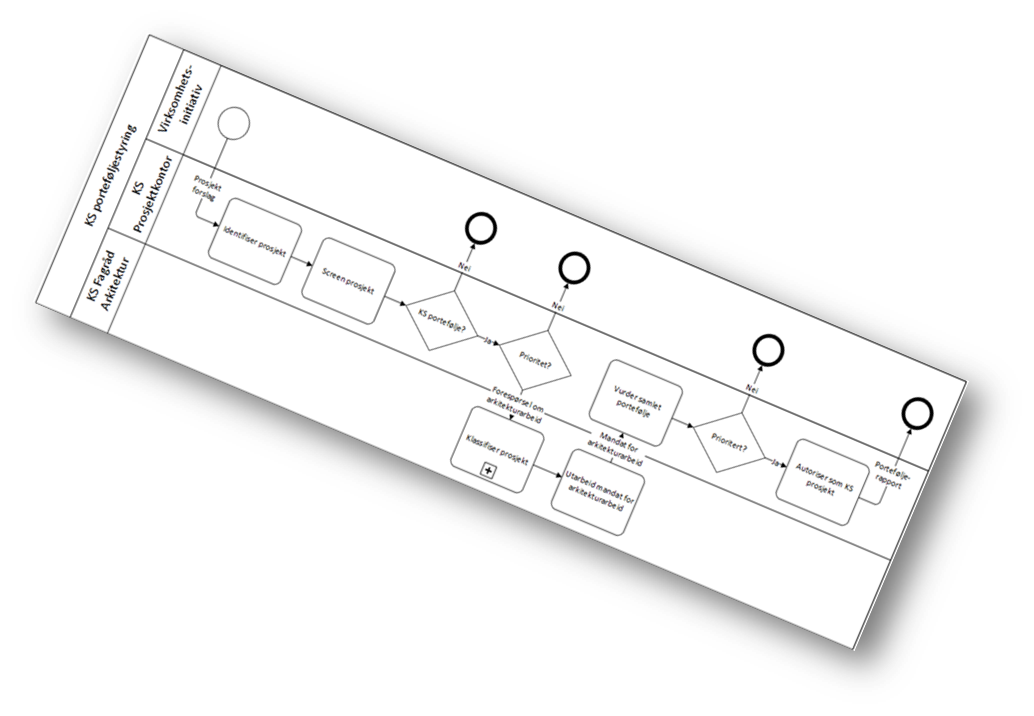 KS porteføljestyring
Virksomhets-
initiativ
KS
Prosjektkontor
KS Fagråd
Arkitektur
Prosjekt
forslag
Identifiser prosjekt
Screen prosjekt
KS portefølje?
Nei
Ja
Prioritet?
Nei
Forespørsel om
arkitekturarbeid
Klassifiser prosjekt
Utarbeid mandat for
arkitekturarbeid
Mandat for
arkitekturarbeid
Vurder samlet
portefølje
Prioritert?
Nei
Ja
Autoriser som KS
prosjekt
Portefølje-
rapport